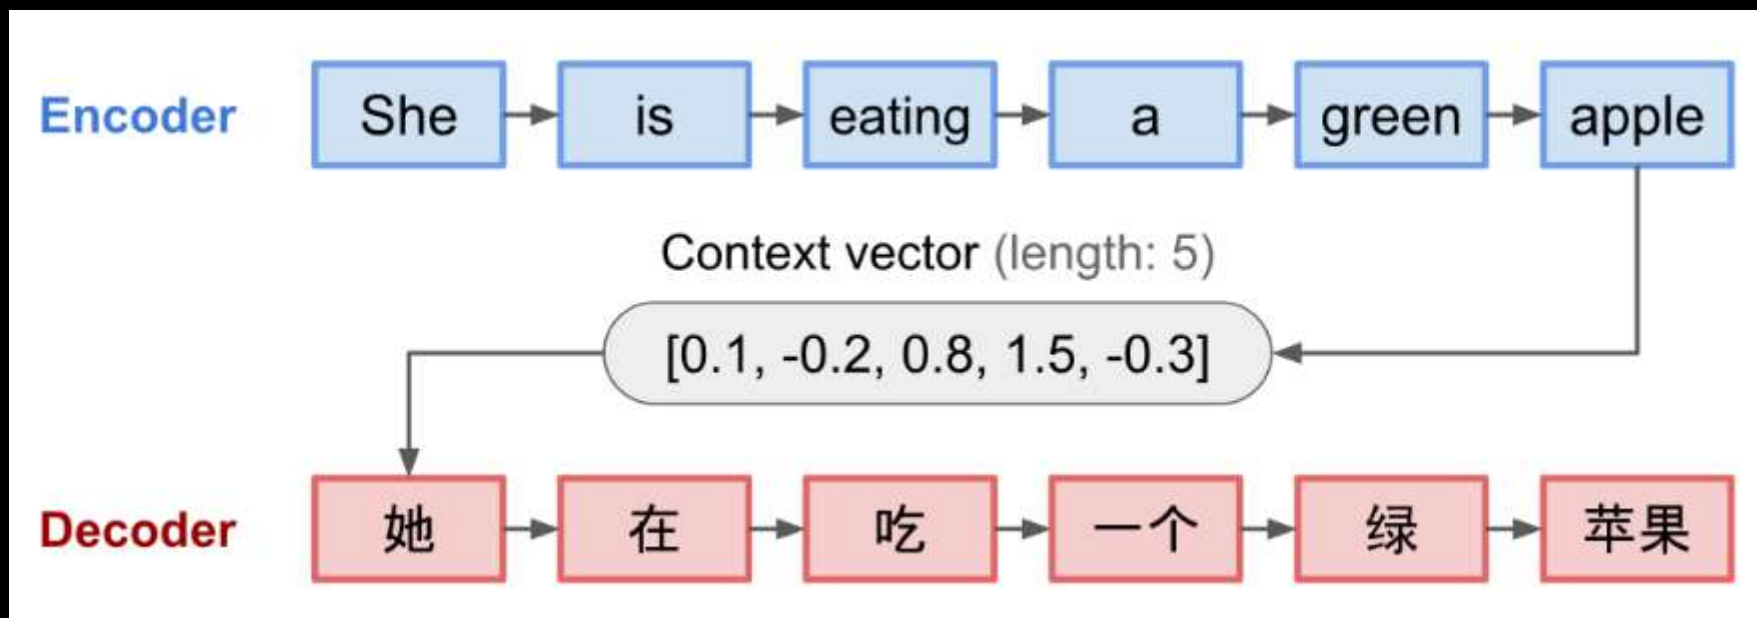 Encoder She is eating a green apple
Context vector (length: 5)
[0.1, -0.2, 0.8, 1.5, -0.3]
Decoder 她 在 吃 一个 绿 苹果